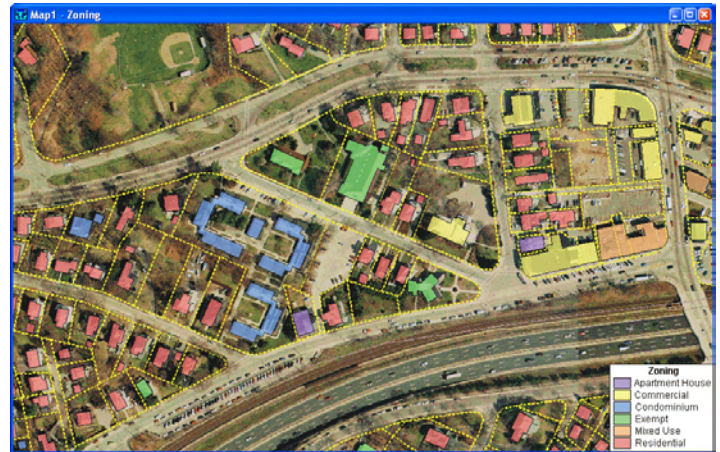 Map1 - Zoning
Zoning
Apartment House
Commercial
Condominium
Exempt
Mixed Use
Residential